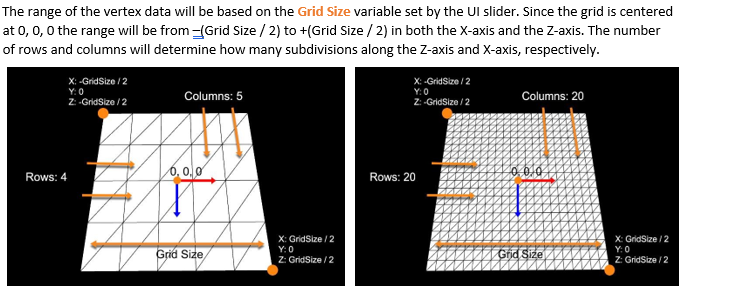 The range of the vertex data will be based on the Grid Size variable set by the UI slider. Since the grid is centered
at 0, 0, 0 the range will be from -(Grid Size / 2) to +(Grid Size / 2) in both the X-axis and the Z-axis. The number
of rows and columns will determine how many subdivisions along the Z-axis and X-axis, respectively.
X: -GridSize / 2
Y: 0
Z: -GridSize / 2
Columns: 5
Rows: 4
0, 0, 0
Grid Size
X: GridSize / 2
Y: 0
Z: GridSize / 2
X: -GridSize / 2
Y: 0
Z: -GridSize / 2
Columns: 20
Rows: 20
0, 0, 0
Grid Size
X: GridSize / 2
Y: 0
Z: GridSize / 2